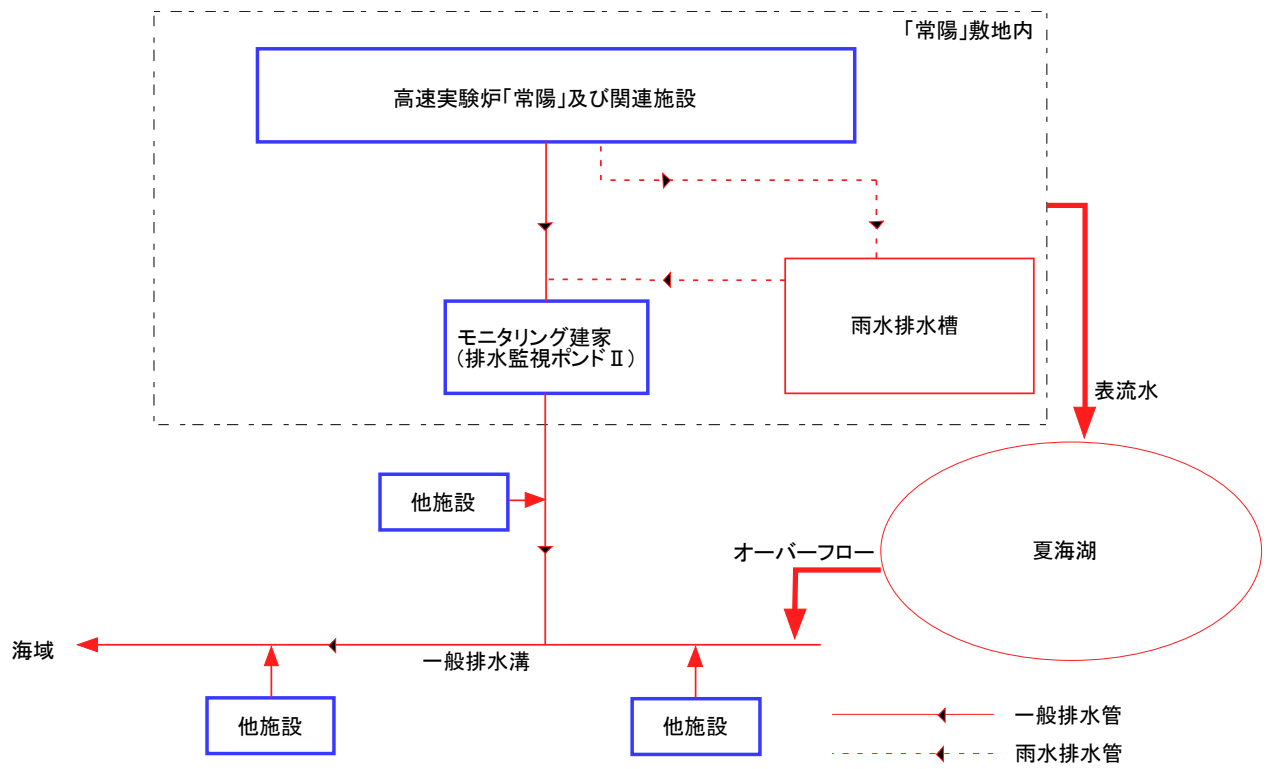 「常陽」敷地内
高速実験炉「常陽」及び関連施設
雨水排水槽
モニタリング建家
(排水監視ポンドⅡ)
表流水
他施設
オーバーフロー
夏海湖
海域
一般排水溝
他施設
他施設
一般排水管
雨水排水管